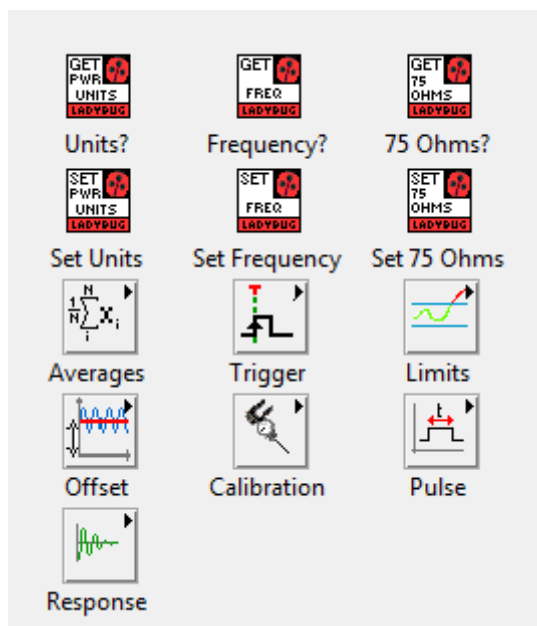 GET GET GET
PWR 75
UNITS FREQ OHMS
LADYBUG LADYBUG LADYBUG
Units? Frequency? 75 Ohms?
SET SET SET
PWR 75
UNITS FREQ OHMS
LADYBUG LADYBUG LADYBUG
Set Units Set Frequency Set 75 Ohms
1/N N Σ i Xi
Averages Trigger Limits
t
Offset Calibration Pulse
Response